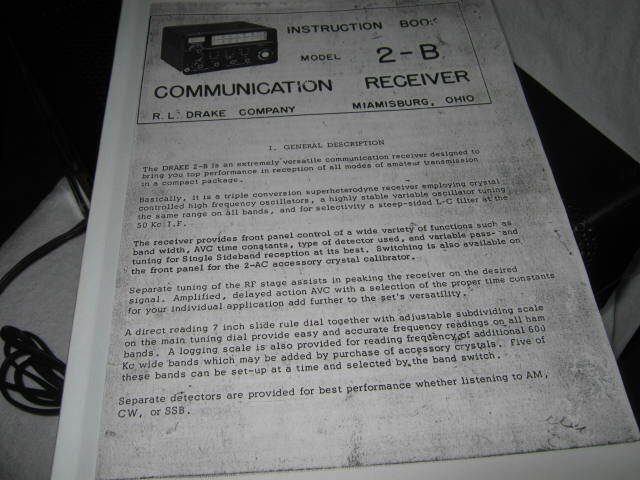 INSTRUCTION BOOK
MODEL 2-B
COMMUNICATION RECEIVER
R. L. DRAKE COMPANY MIAMISBURG, OHIO
I. GENERAL DESCRIPTION
The DRAKE 2-B is an extremely versatile communication receiver designed to
bring you top performance in reception of all modes of amateur transmission
in a compact package.
Basically, it is a triple conversion superheterodyne receiver employing crystal
controlled high frequency oscillators, a highly stable variable oscillator tuning
the same range on all bands, and for selectivity a steep-sided L-C filter at the
50 Kc I.F.
The receiver provides front panel control of a wide variety of functions such as
band width, AVC time constants, type of detector used, and variable pass- and
tuning for Single Sideband reception at its best. Switching is also available on
the front panel for the 2-AC accessory crystal calibrator.
Separate tuning of the RF stage assists in peaking the receiver on the desired
signal. Amplified, delayed action AVC with a selection of the proper time constants
for your individual application add further to the set's versatility.
A direct reading 7 inch slide rule dial together with adjustable subdividing scale
on the main tuning dial provide easy and accurate frequency readings on all ham
bands. A logging scale is also provided for reading frequency of additional 600
Kc wide bands which may be added by purchase of accessory crystals. Five of
these bands can be set-up at a time and selected by the band switch.
Separate detectors are provided for best performance whether listening to AM,
CW, or SSB.